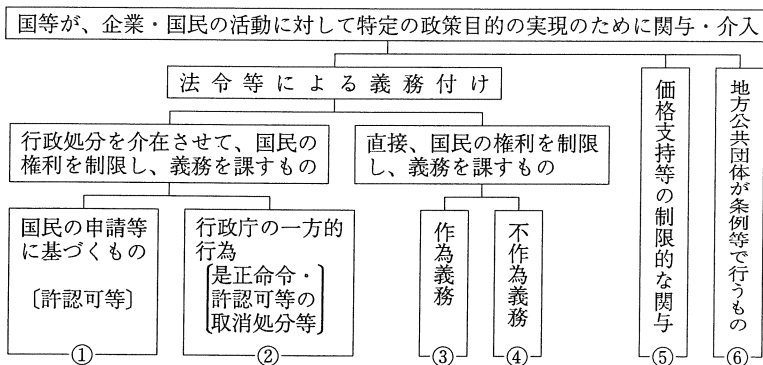 国等が、企業・国民の活動に対して特定の政策目的の実現のために関与・介入
法令等による義務付け
行政処分を介在させて、国民の
権利を制限し、義務を課すもの
直接、国民の権利を制限
し、義務を課すもの
国民の申請等
に基づくもの
〔許認可等〕
①
行政庁の一方的
行為
是正命令・
許認可等の
取消処分等
②
作為義務
③
不作為義務
④
価格支持等の制限的な関与
⑤
地方公共団体が条例等で行うもの
⑥